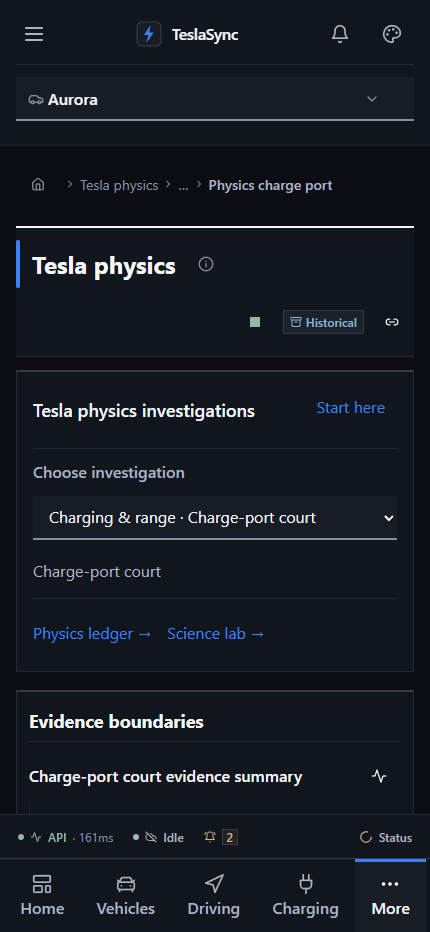 TeslaSync
Aurora
Tesla physics
...
Physics charge port
Tesla physics
Historical
Tesla physics investigations
Start here
Choose investigation
Charging & range · Charge-port court
Charge-port court
Physics ledger →
Science lab →
Evidence boundaries
Charge-port court evidence summary
API · 161ms
Idle
2
Status
Home
Vehicles
Driving
Charging
More